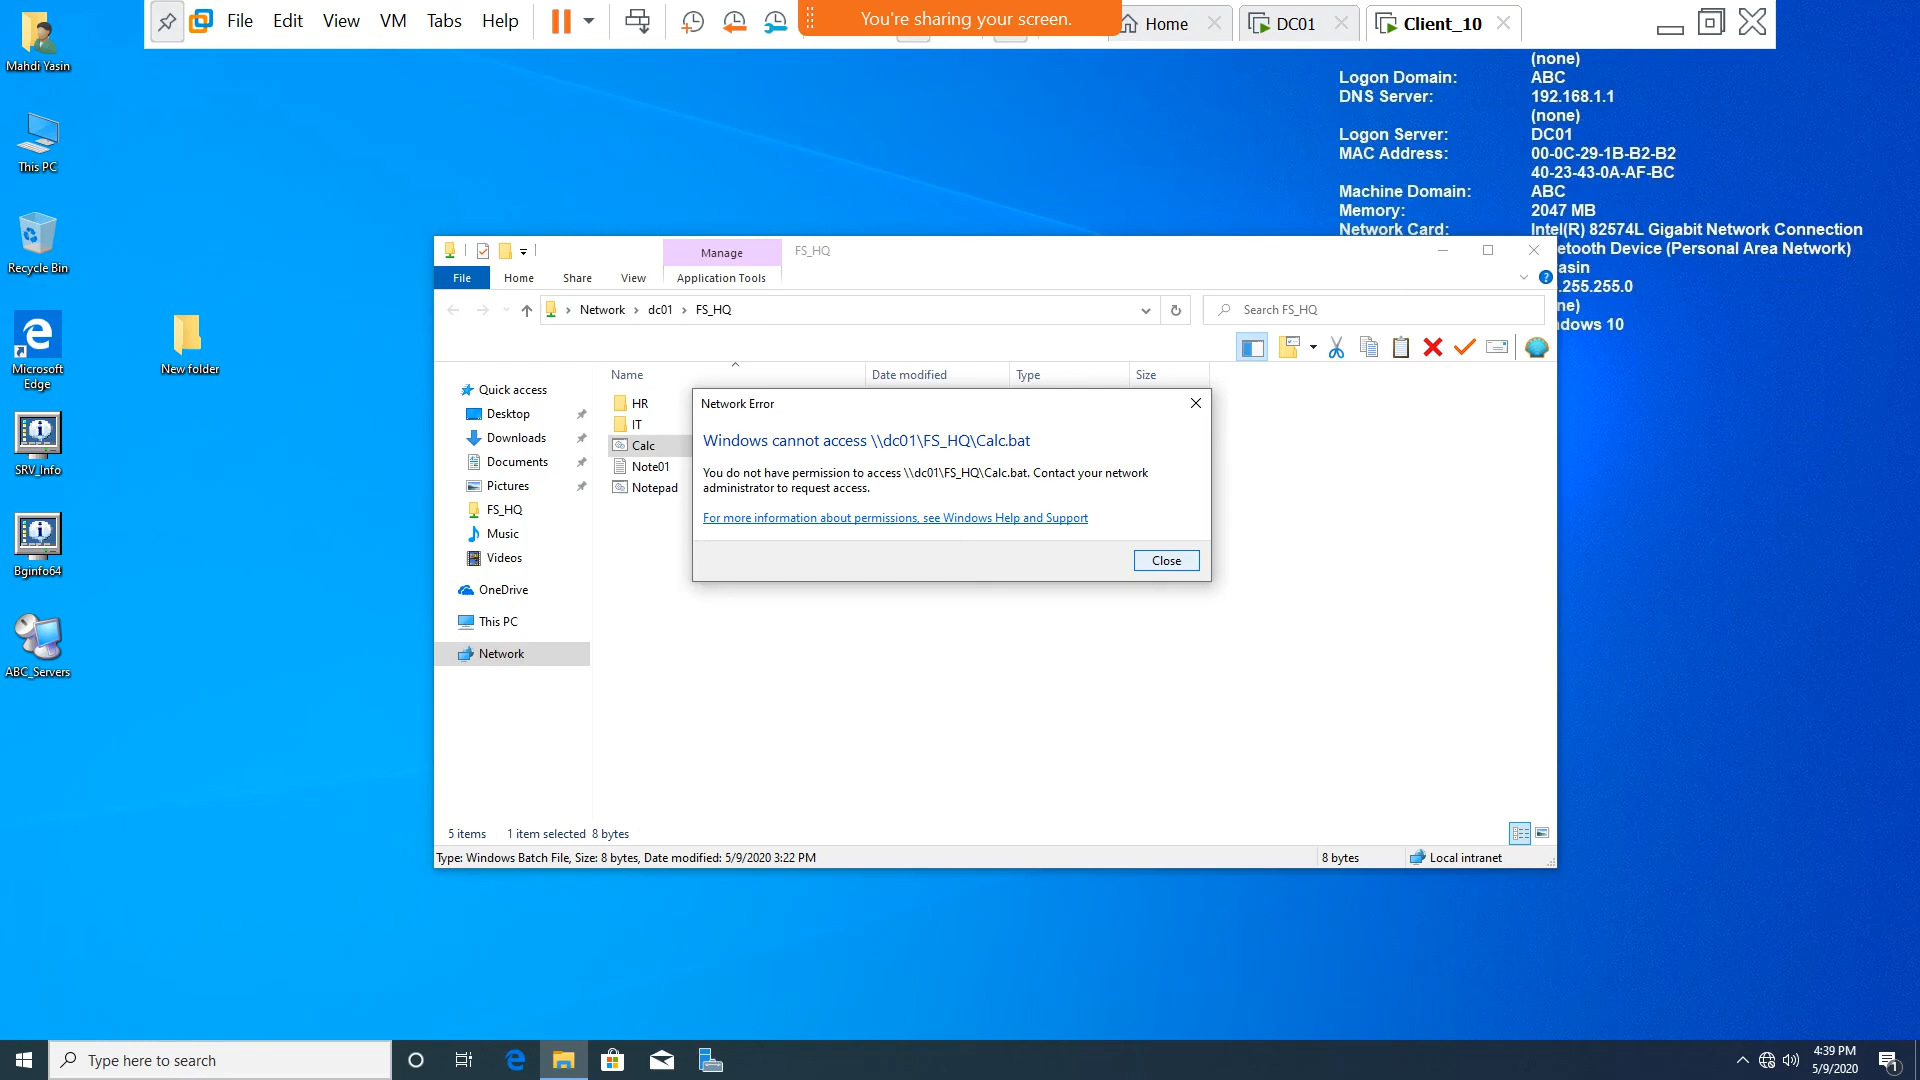 File Edit View VM Tabs Help
You're sharing your screen.
Home
DC01
Client_10
Mahdi Yasin
This PC
Recycle Bin
Microsoft
Edge
SRV_Info
Bginfo64
ABC_Servers
New folder
(none)
Logon Domain: ABC
DNS Server: 192.168.1.1
(none)
Logon Server: DC01
MAC Address: 00-0C-29-1B-B2-B2
40-23-43-0A-AF-BC
Machine Domain: ABC
Memory: 2047 MB
Network Card: Intel(R) 82574L Gigabit Network Connection
etooth Device (Personal Area Network)
asin
.255.255.0
ne)
dows 10
Manage FS_HQ
File Home Share View Application Tools
Network dc01 FS_HQ
Search FS_HQ
Name Date modified Type Size
Quick access
Desktop
Downloads
Documents
Pictures
FS_HQ
Music
Videos
OneDrive
This PC
Network
HR
IT
Calc
Note01
Notepad
Network Error
Windows cannot access \\dc01\FS_HQ\Calc.bat
You do not have permission to access \\dc01\FS_HQ\Calc.bat. Contact your network
administrator to request access.
For more information about permissions, see Windows Help and Support
Close
5 items 1 item selected 8 bytes
Type: Windows Batch File, Size: 8 bytes, Date modified: 5/9/2020 3:22 PM
8 bytes
Local intranet
Type here to search
4:39 PM
5/9/2020
1